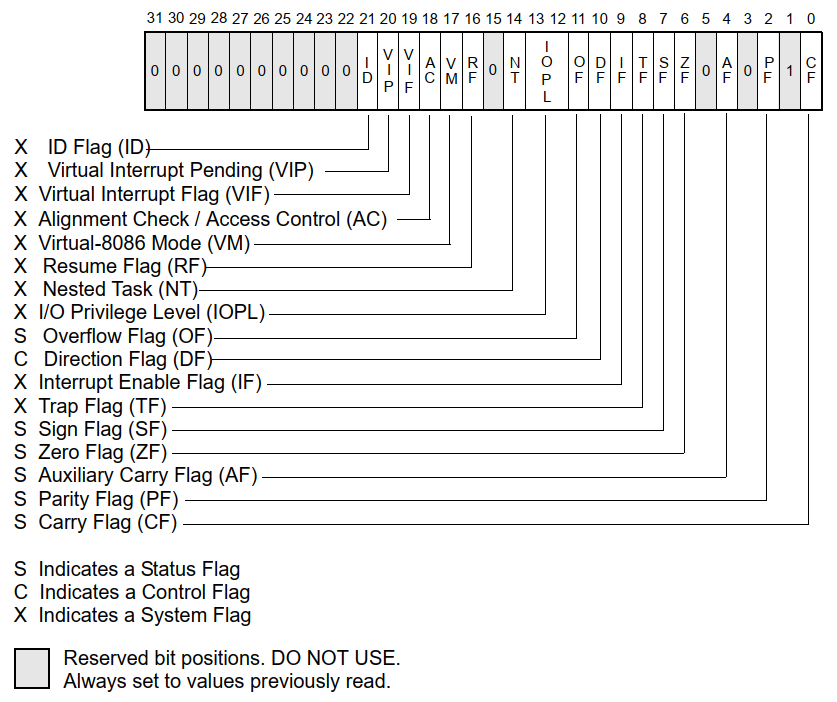 31 30 29 28 27 26 25 24 23 22 21 20 19 18 17 16 15 14 13 12 11 10 9 8 7 6 5 4 3 2 1 0
0 0 0 0 0 0 0 0 0 0 ID VIP VIF AC VM RF 0 NT IOPL OF DF IF TF SF ZF 0 AF 0 PF 1 CF
X ID Flag (ID)
X Virtual Interrupt Pending (VIP)
X Virtual Interrupt Flag (VIF)
X Alignment Check / Access Control (AC)
X Virtual-8086 Mode (VM)
X Resume Flag (RF)
X Nested Task (NT)
X I/O Privilege Level (IOPL)
S Overflow Flag (OF)
C Direction Flag (DF)
X Interrupt Enable Flag (IF)
X Trap Flag (TF)
S Sign Flag (SF)
S Zero Flag (ZF)
S Auxiliary Carry Flag (AF)
S Parity Flag (PF)
S Carry Flag (CF)
S Indicates a Status Flag
C Indicates a Control Flag
X Indicates a System Flag
Reserved bit positions. DO NOT USE.
Always set to values previously read.